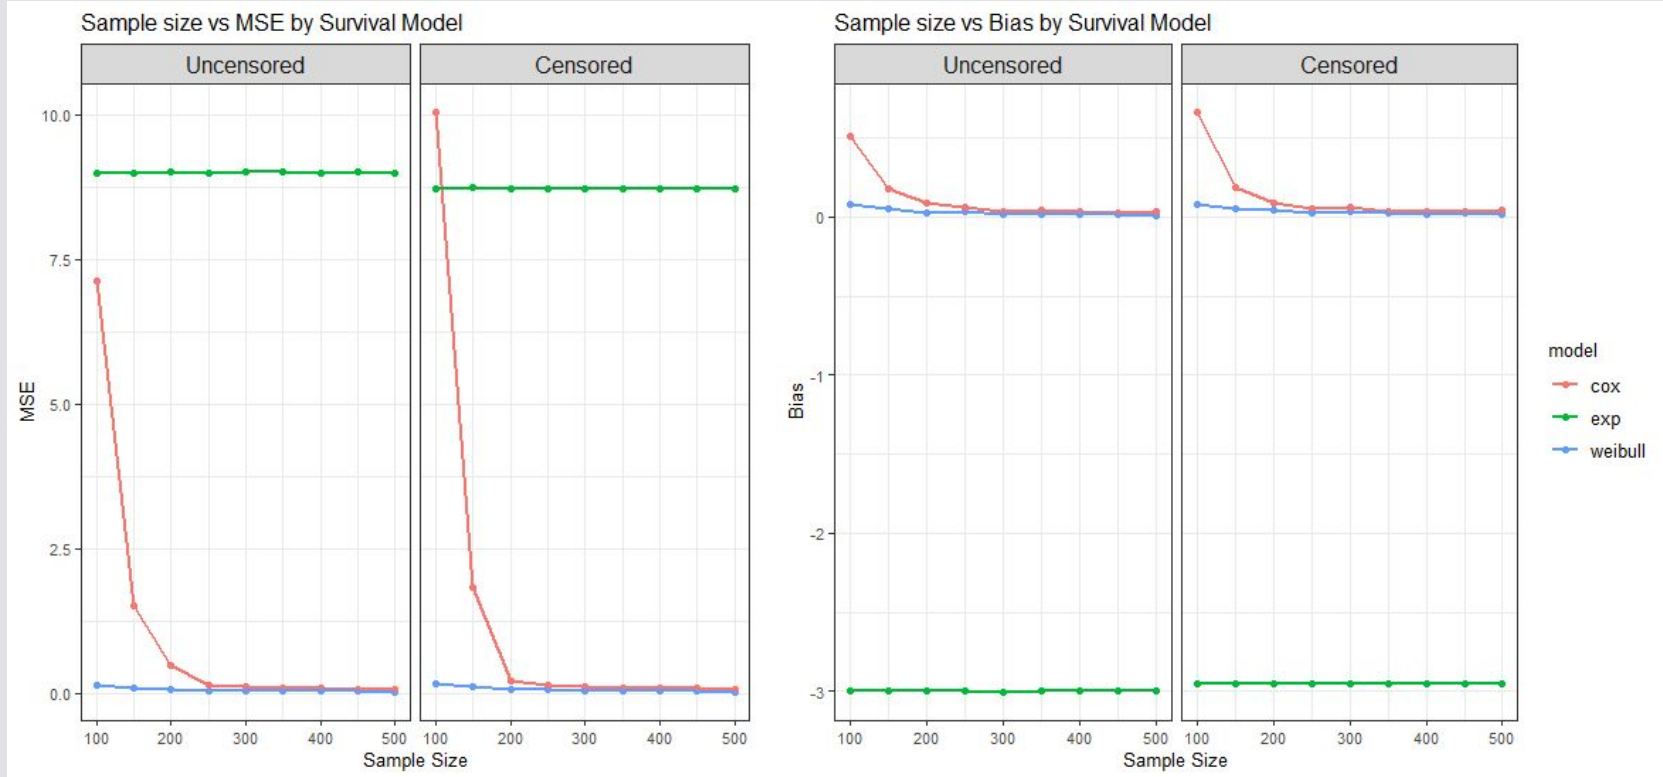 Sample size vs MSE by Survival Model
Uncensored
Censored
10.0
7.5
5.0
2.5
0.0
MSE
100 200 300 400 500
100 200 300 400 500
Sample Size
Sample size vs Bias by Survival Model
Uncensored
Censored
0
-1
-2
-3
Bias
100 200 300 400 500
100 200 300 400 500
Sample Size
model
cox
exp
weibull